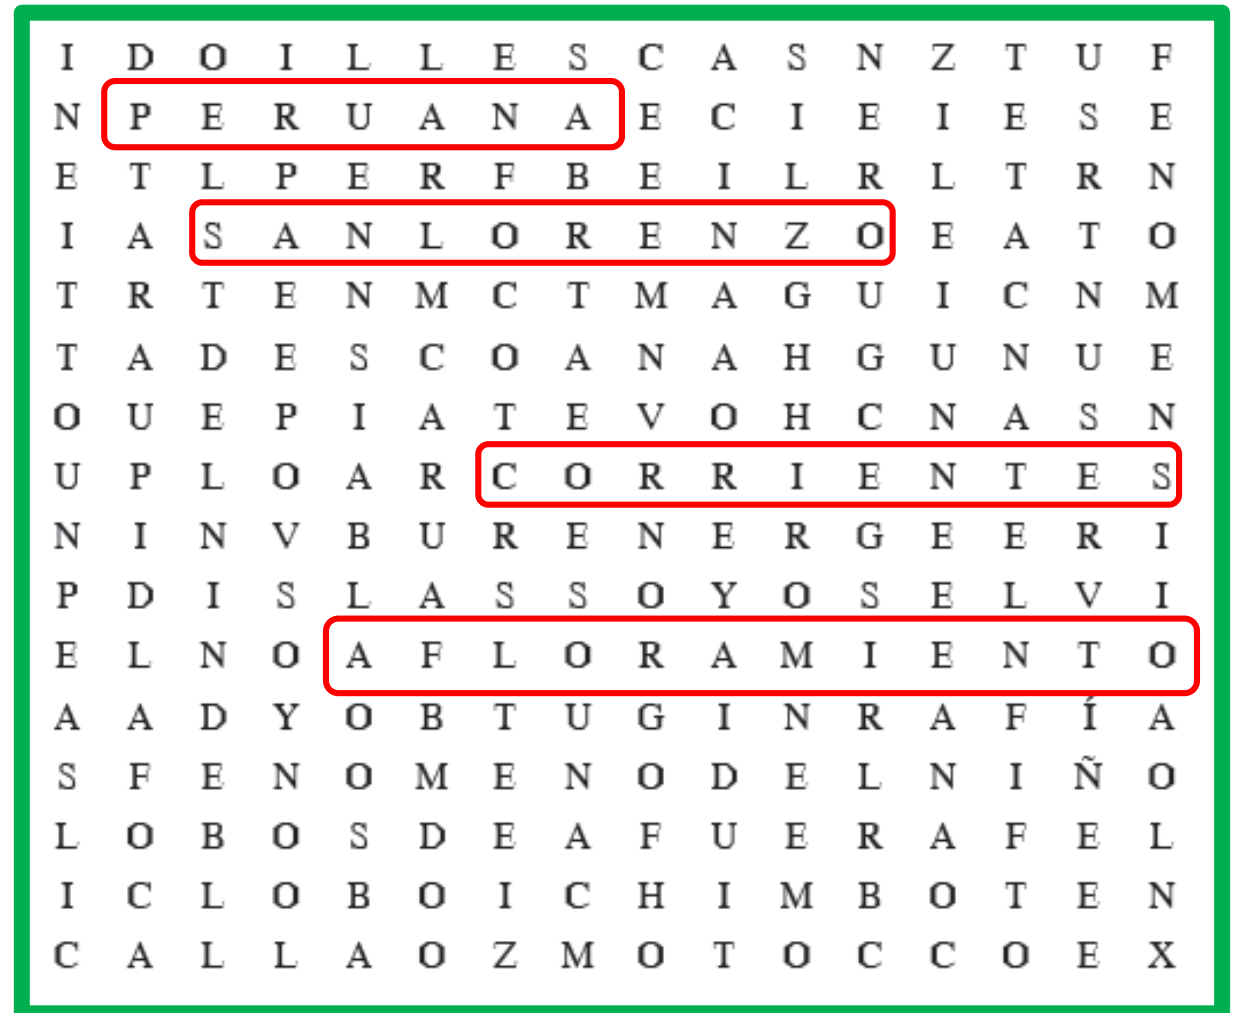 I D O I L L E S C A S N Z T U F
N P E R U A N A E C I E I E S E
E T L P E R F B E I L R L T R N
I A S A N L O R E N Z O E A T O
T R T E N M C T M A G U I C N M
T A D E S C O A N A H G U N U E
O U E P I A T E V O H C N A S N
U P L O A R C O R R I E N T E S
N I N V B U R E N E R G E E R I
P D I S L A S S O Y O S E L V I
E L N O A F L O R A M I E N T O
A A D Y O B T U G I N R A F Í A
S F E N O M E N O D E L N I Ñ O
L O B O S D E A F U E R A F E L
I C L O B O I C H I M B O T E N
C A L L A O Z M O T O C C O E X